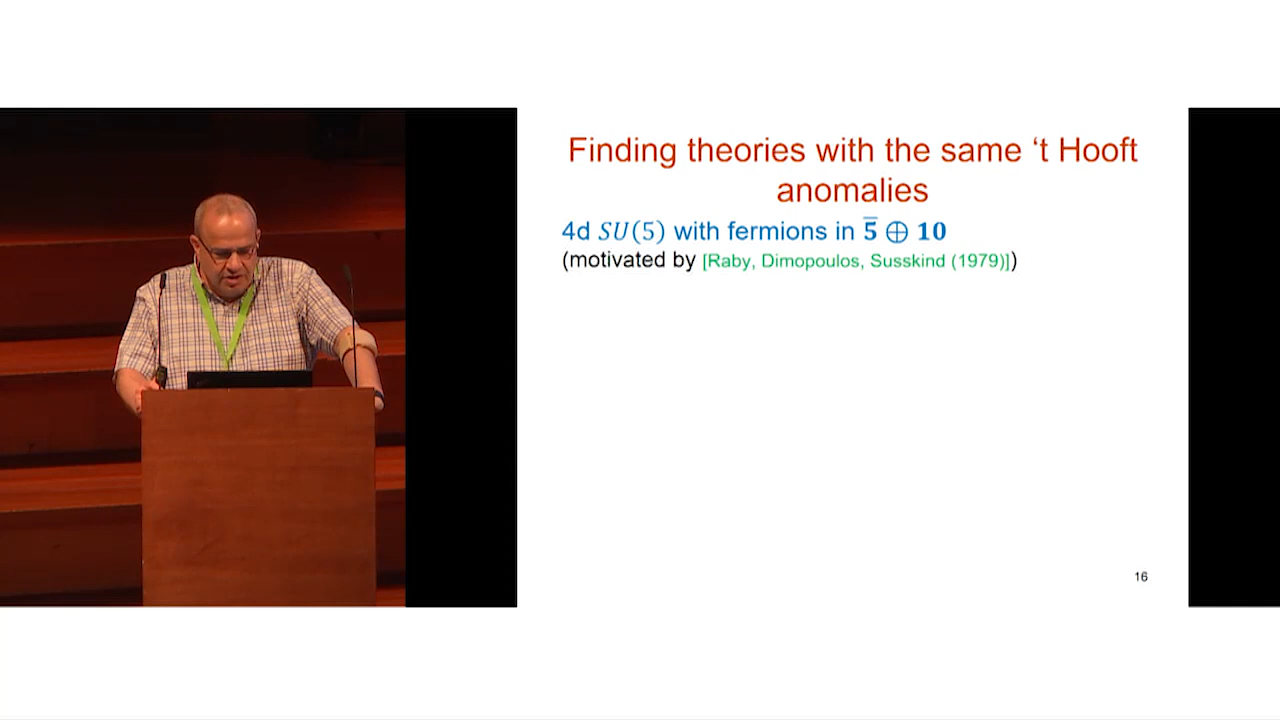 Finding theories with the same ‘t Hooft
anomalies
4d 𝑆𝑈(5) with fermions in 𝟓̅ ⊕ 𝟏𝟎
(motivated by [Raby, Dimopoulos, Susskind (1979)])
16